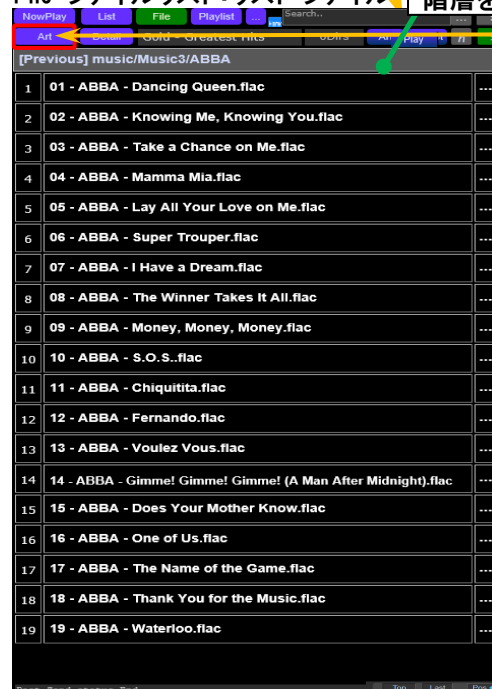 階層を
NowPlay List File Playlist ... Search..
Art Detail Gold - Greatest Hits 0Dirs Play
[Previous] music/Music3/ABBA
1 01 - ABBA - Dancing Queen.flac ---
2 02 - ABBA - Knowing Me, Knowing You.flac ---
3 03 - ABBA - Take a Chance on Me.flac ---
4 04 - ABBA - Mamma Mia.flac ---
5 05 - ABBA - Lay All Your Love on Me.flac ---
6 06 - ABBA - Super Trouper.flac ---
7 07 - ABBA - I Have a Dream.flac ---
8 08 - ABBA - The Winner Takes It All.flac ---
9 09 - ABBA - Money, Money, Money.flac ---
10 10 - ABBA - S.O.S..flac ---
11 11 - ABBA - Chiquitita.flac ---
12 12 - ABBA - Fernando.flac ---
13 13 - ABBA - Voulez Vous.flac ---
14 14 - ABBA - Gimme! Gimme! Gimme! (A Man After Midnight).flac ---
15 15 - ABBA - Does Your Mother Know.flac ---
16 16 - ABBA - One of Us.flac ---
17 17 - ABBA - The Name of the Game.flac ---
18 18 - ABBA - Thank You for the Music.flac ---
19 19 - ABBA - Waterloo.flac ---
Top Last Pos